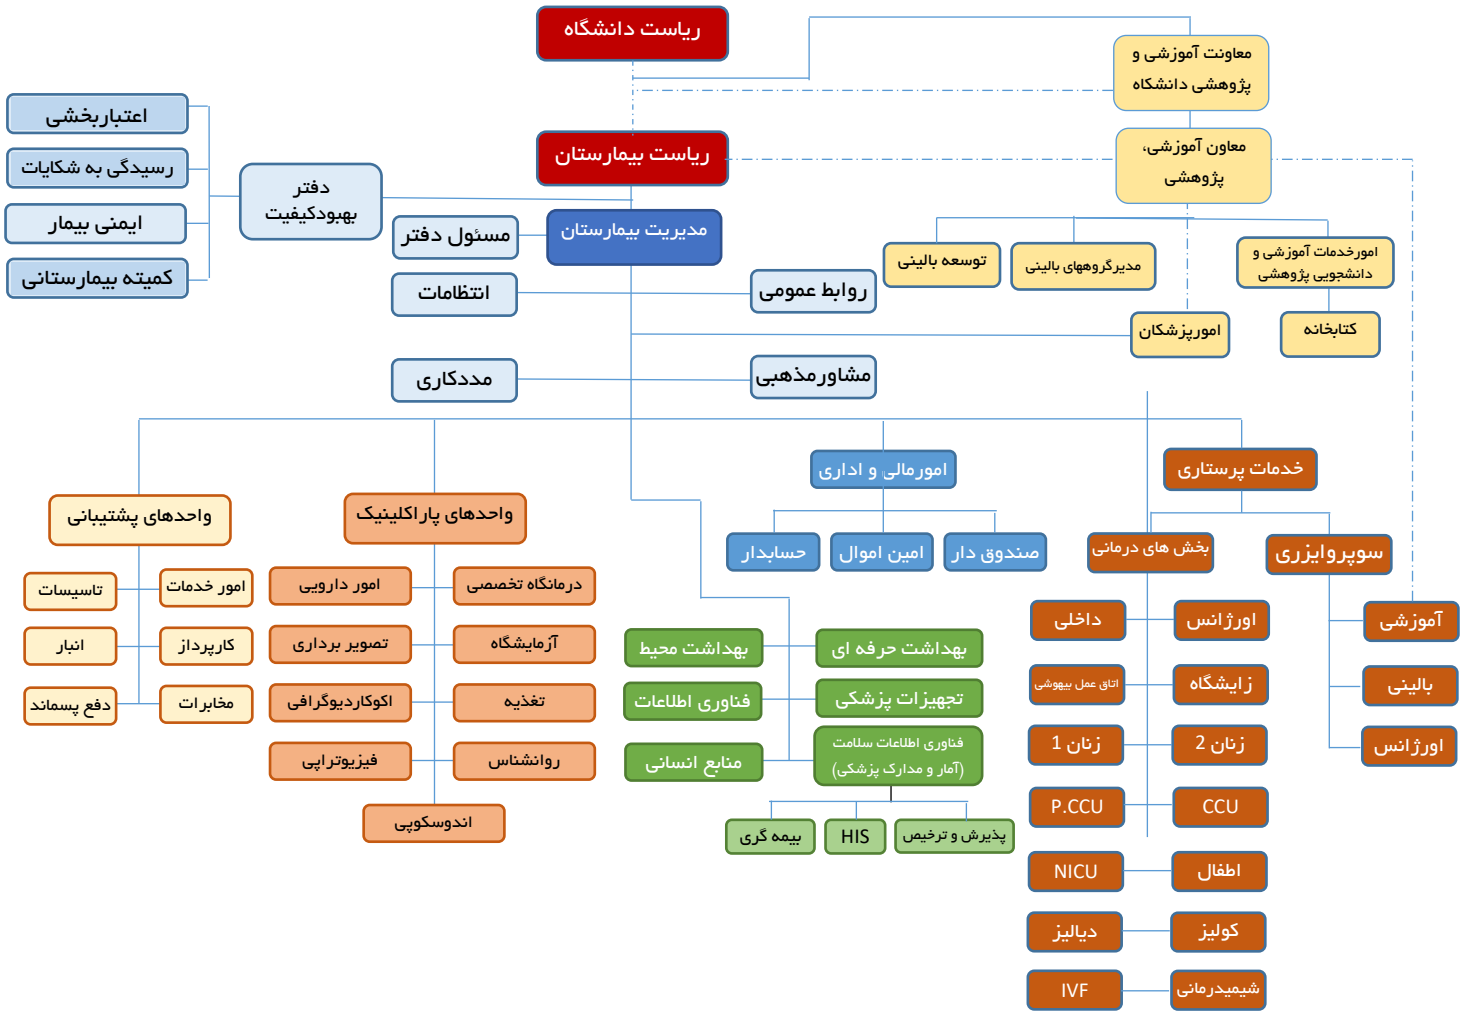 ریاست دانشگاه
معاونت آموزشی و
پژوهشی دانشکاه
ریاست بیمارستان
معاون آموزشی،
پژوهشی
اعتباربخشی
رسیدگی به شکایات
ایمنی بیمار
کمیته بیمارستانی
دفتر
بهبودکیفیت
مدیریت بیمارستان
مسئول دفتر
امورخدمات آموزشی و
دانشجویی پژوهشی
مدیرگروههای بالینی
توسعه بالینی
روابط عمومی
انتظامات
کتابخانه
امورپزشکان
مشاورمذهبی
مددکاری
خدمات پرستاری
امورمالی و اداری
واحدهای پاراکلینیک
واحدهای پشتیبانی
سوپروایزری
بخش های درمانی
صندوق دار
امین اموال
حسابدار
آموزشی
بالینی
اورژانس
اورژانس
داخلی
زایشگاه
اتاق عمل بیهوشی
زنان 2
زنان 1
CCU
P.CCU
اطفال
NICU
کولیز
دیالیز
شیمیدرمانی
IVF
بهداشت حرفه ای
بهداشت محیط
تجهیزات پزشکی
فناوری اطلاعات
فناوری اطلاعات سلامت
(آمار و مدارک پزشکی)
منابع انسانی
پذیرش و ترخیص
HIS
بیمه گری
درمانگاه تخصصی
امور دارویی
آزمایشگاه
تصویر برداری
تغذیه
اکوکاردیوگرافی
روانشناس
فیزیوتراپی
اندوسکوپی
امور خدمات
تاسیسات
کارپرداز
انبار
مخابرات
دفع پسماند